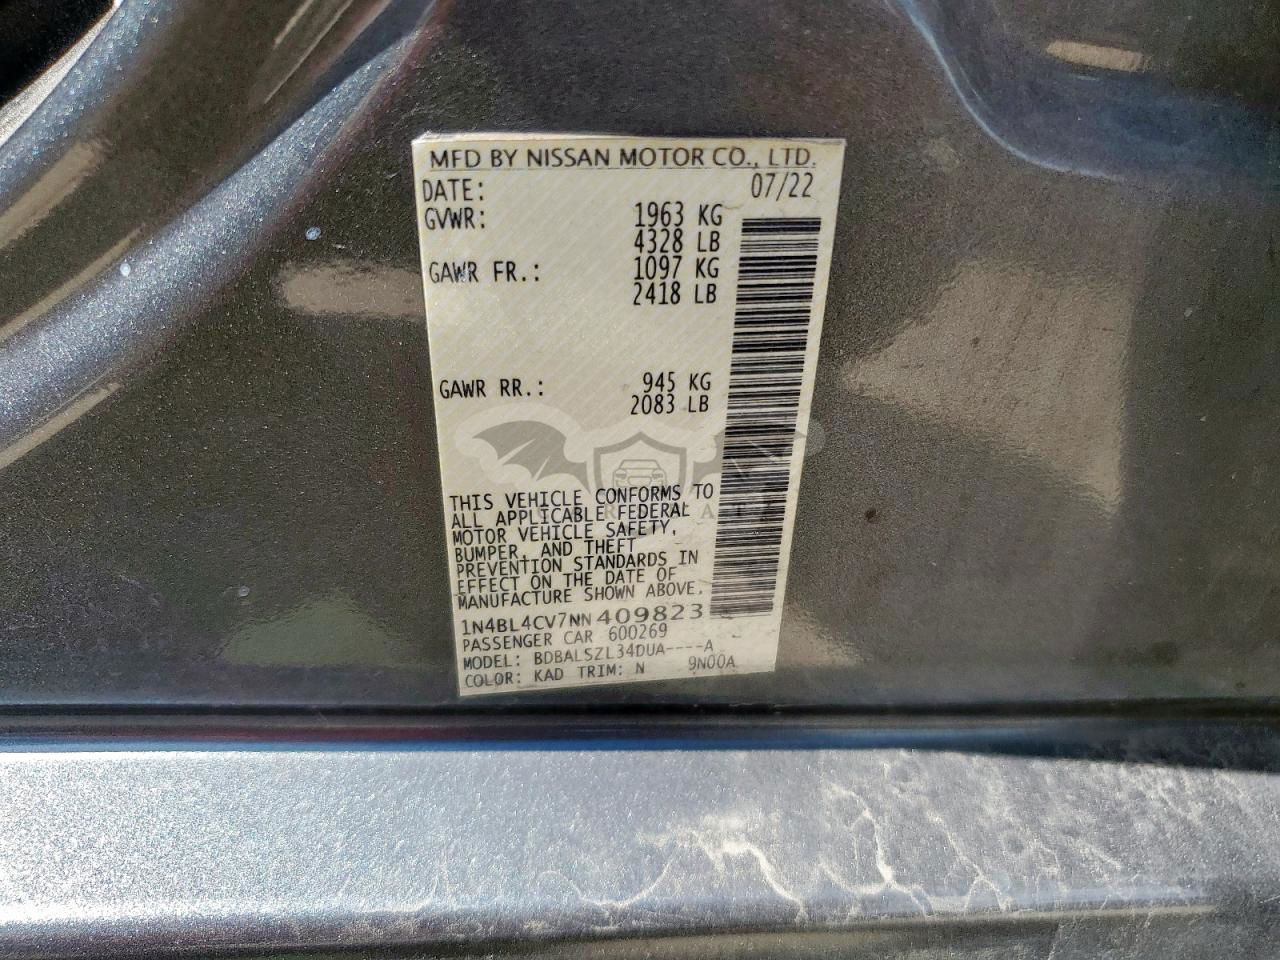 MFD BY NISSAN MOTOR CO., LTD.
DATE: 07/22
GVWR: 1963 KG
4328 LB
GAWR FR.: 1097 KG
2418 LB
GAWR RR.: 945 KG
2083 LB
THIS VEHICLE CONFORMS TO
ALL APPLICABLE FEDERAL
MOTOR VEHICLE SAFETY,
BUMPER, AND THEFT
PREVENTION STANDARDS IN
EFFECT ON THE DATE OF
MANUFACTURE SHOWN ABOVE.
1N4BL4CV7NN409823
PASSENGER CAR 600269
MODEL: BDBALSZL34DUA----A
COLOR: KAD TRIM: N 9N00A